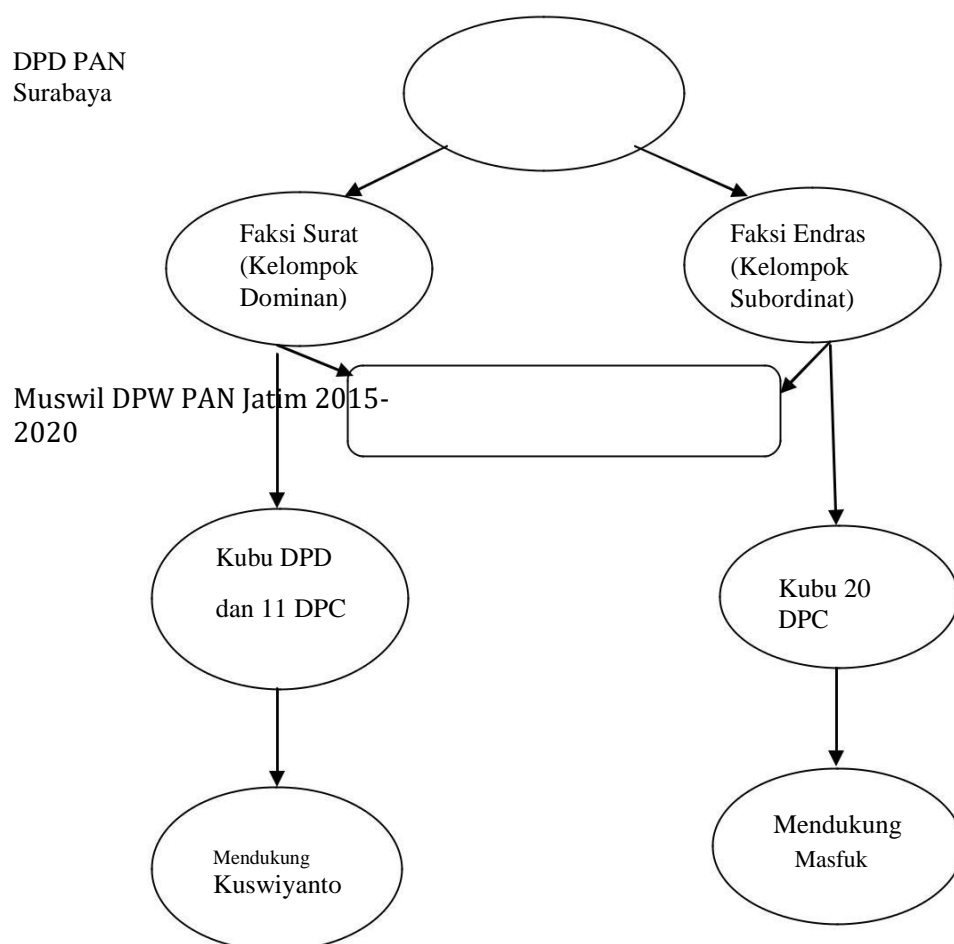 DPD PAN
Surabaya
Faksi Surat
(Kelompok
Dominan)
Faksi Endras
(Kelompok
Subordinat)
Muswil DPW PAN Jatim 2015-
2020
Kubu DPD
dan 11 DPC
Kubu 20
DPC
Mendukung
Kuswiyanto
Mendukung
Masfuk